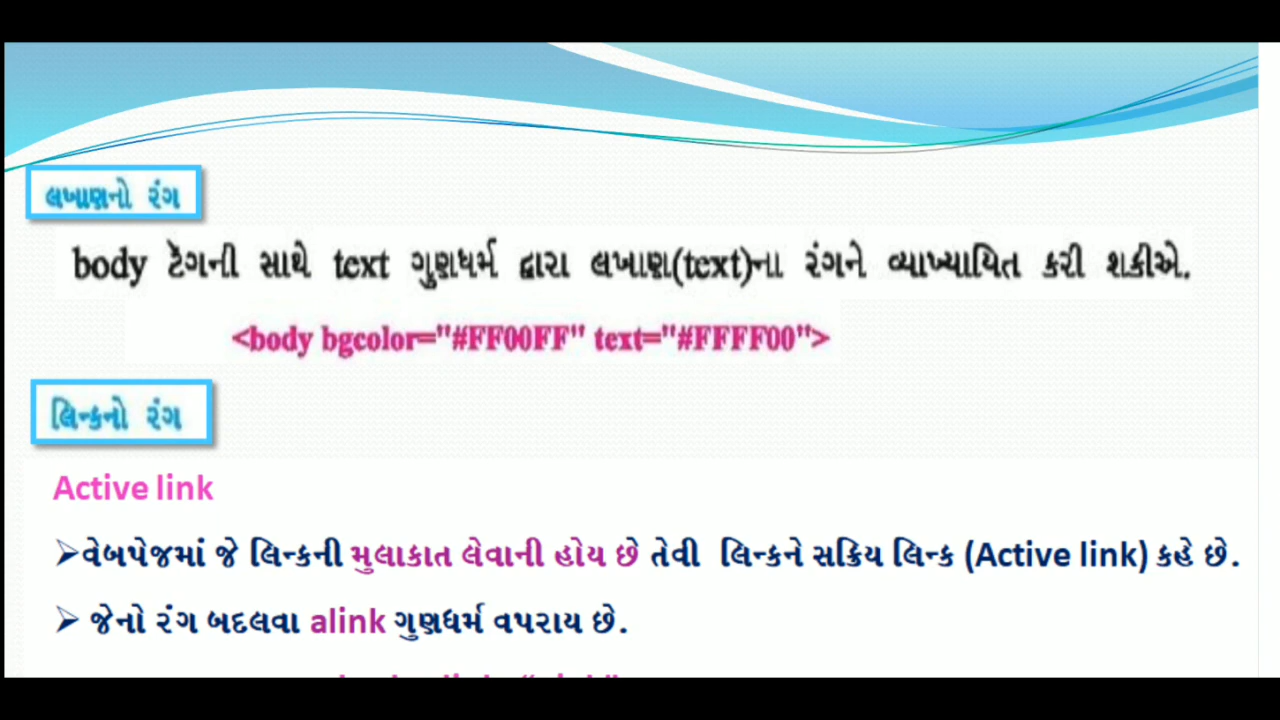 લખાણનો રંગ
body ટૅગની સાથે text ગુણધર્મ દ્વારા લખાણ(text)ના રંગને વ્યાખ્યાયિત કરી શકીએ.
<body bgcolor="#FF00FF" text="#FFFF00">
લિન્કનો રંગ
Active link
➢વેબપેજમાં જે લિન્કની મુલાકાત લેવાની હોય છે તેવી લિન્કને સક્રિય લિન્ક (Active link) કહે છે.
➢ જેનો રંગ બદલવા alink ગુણધર્મ વપરાય છે.